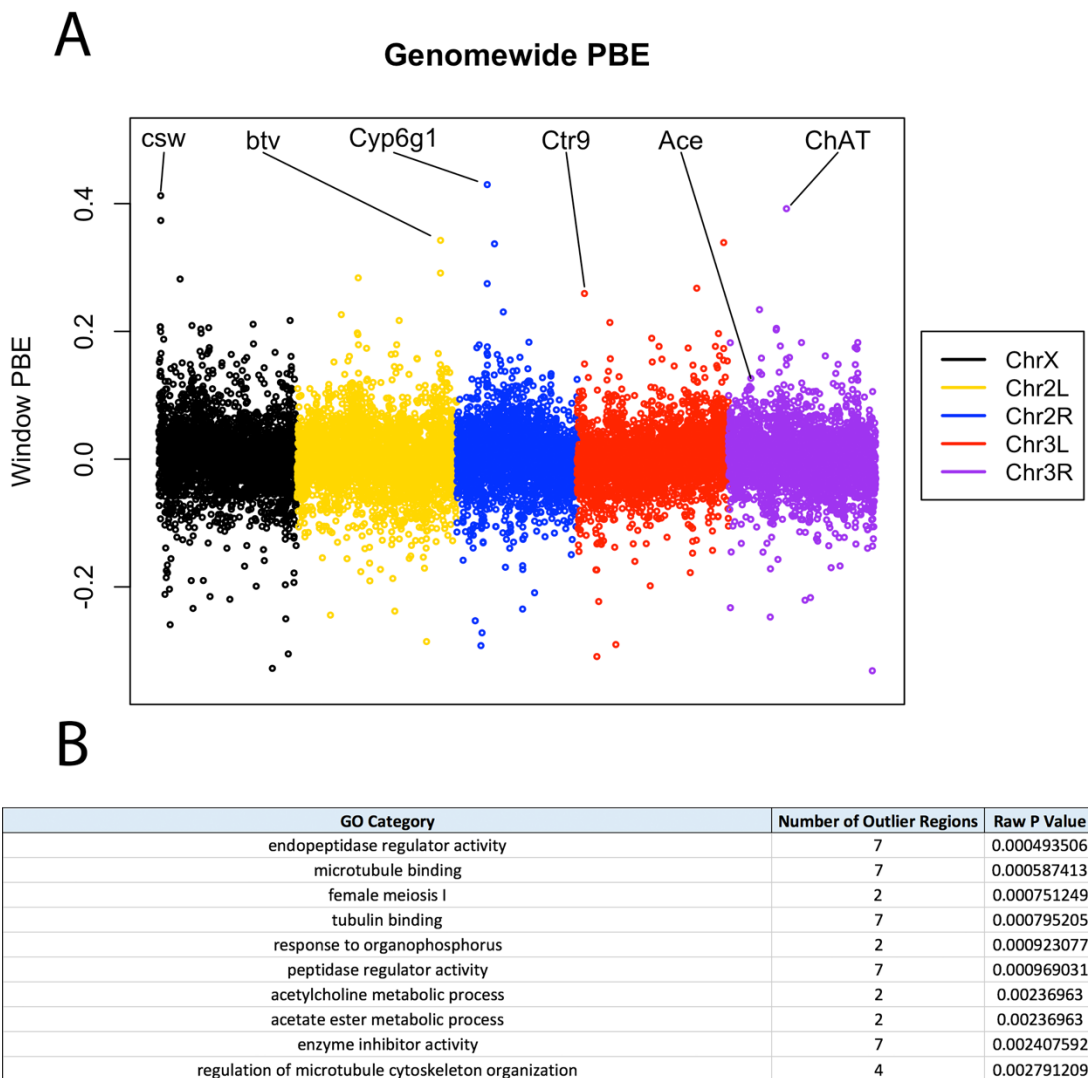 A
Genomewide PBE
csw btv Cyp6g1 Ctr9 Ace ChAT
Window PBE
0.4
0.2
0.0
-0.2
ChrX
Chr2L
Chr2R
Chr3L
Chr3R
B
GO Category Number of Outlier Regions Raw P Value
endopeptidase regulator activity 7 0.000493506
microtubule binding 7 0.000587413
female meiosis I 2 0.000751249
tubulin binding 7 0.000795205
response to organophosphorus 2 0.000923077
peptidase regulator activity 7 0.000969031
acetylcholine metabolic process 2 0.00236963
acetate ester metabolic process 2 0.00236963
enzyme inhibitor activity 7 0.002407592
regulation of microtubule cytoskeleton organization 4 0.002791209